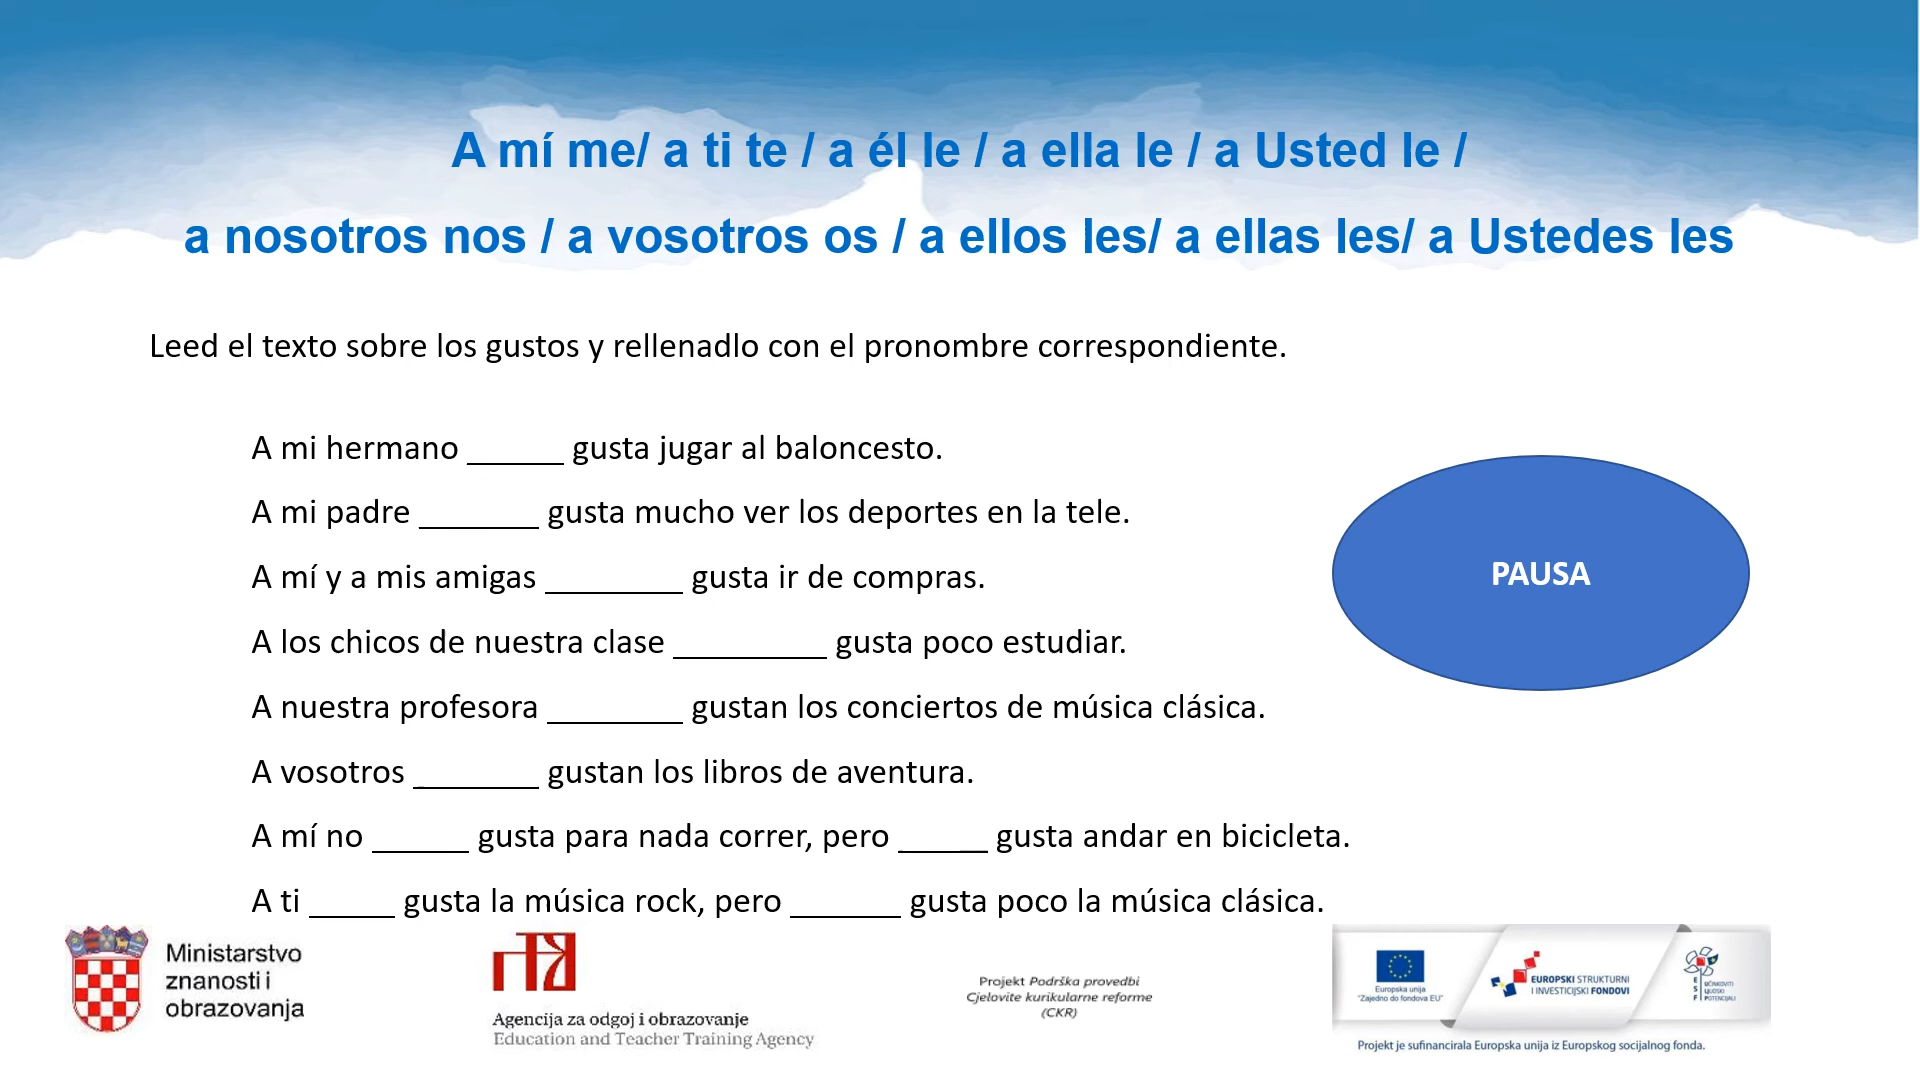 A mí me/ a ti te / a él le / a ella le / a Usted le /
a nosotros nos / a vosotros os / a ellos les/ a ellas les/ a Ustedes les
Leed el texto sobre los gustos y rellenadlo con el pronombre correspondiente.
A mi hermano ______ gusta jugar al baloncesto.
A mi padre _______ gusta mucho ver los deportes en la tele.
A mí y a mis amigas ________ gusta ir de compras.
A los chicos de nuestra clase _________ gusta poco estudiar.
A nuestra profesora ________ gustan los conciertos de música clásica.
A vosotros _______ gustan los libros de aventura.
A mí no ______ gusta para nada correr, pero _____ gusta andar en bicicleta.
A ti _____ gusta la música rock, pero ______ gusta poco la música clásica.
PAUSA
Ministarstvo
znanosti i
obrazovanja
Agencija za odgoj i obrazovanje
Education and Teacher Training Agency
Projekt Podrška provedbi
Cjelovite kurikularne reforme
(CKR)
Europska unija
"Zajedno do fondova EU"
EUROPSKI STRUKTURNI
I INVESTICIJSKI FONDOVI
ESF
UČINKOVITI
LJUDSKI
POTENCIJALI
Projekt je sufinancirala Europska unija iz Europskog socijalnog fonda.